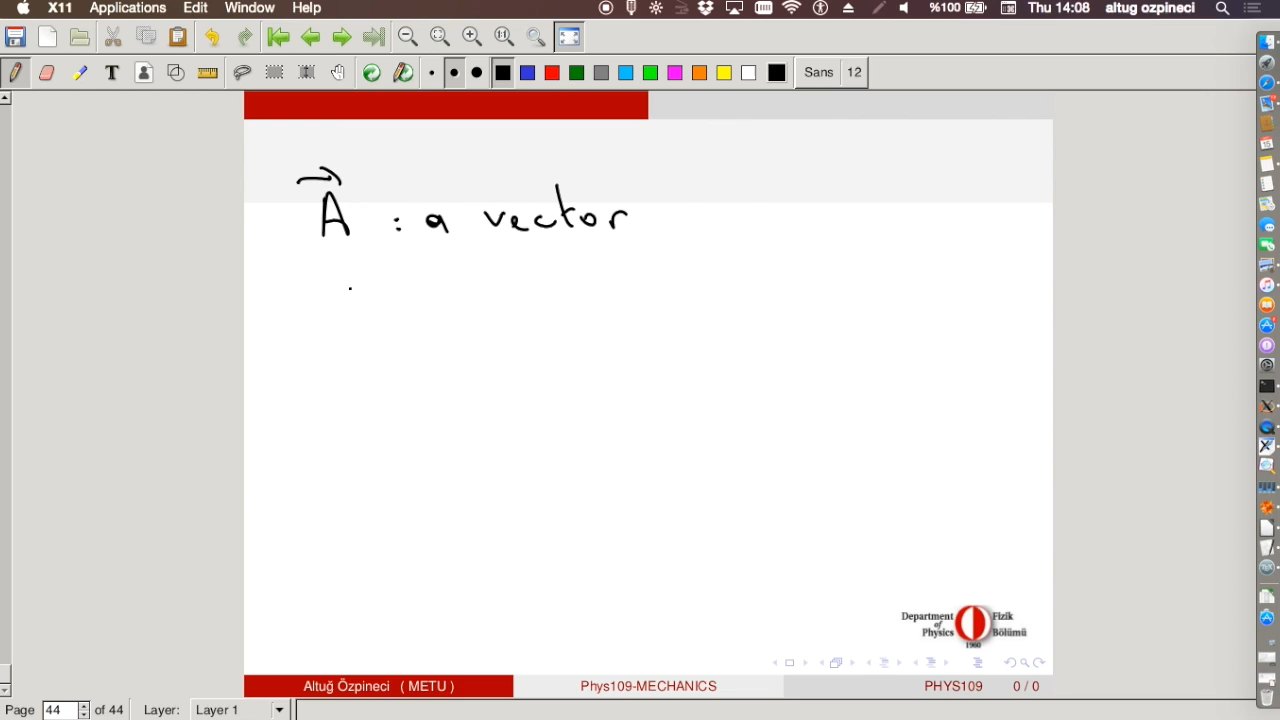 X11 Applications Edit Window Help %100 Thu 14:08 altug ozpineci
Sans 12
A : a vector
Department of Physics 1960 Fizik Bölümü
Altuğ Özpineci ( METU ) Phys109-MECHANICS PHYS109 0 / 0
Page 44 of 44 Layer: Layer 1